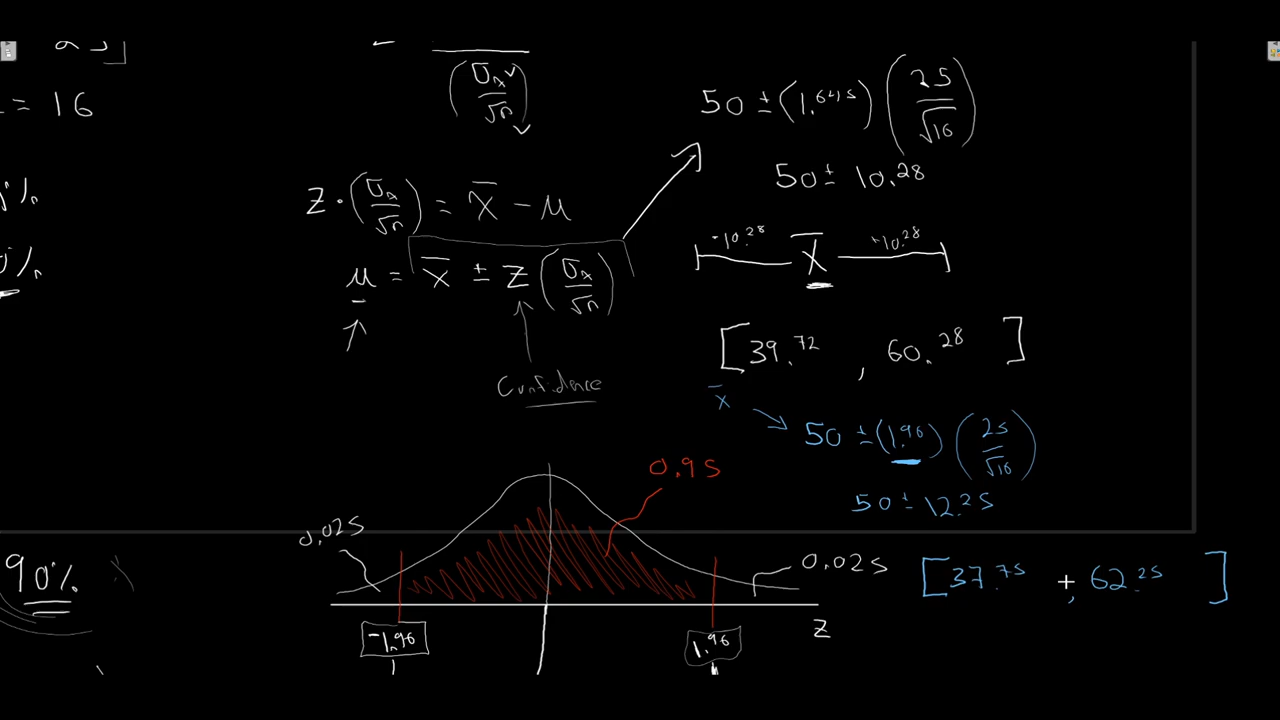 = 16
(σx/√n)
50 ± (1.645) (25/√16)
50 ± 10.28
z · (σx/√n) = x̄ − μ
-10.28 x̄ +10.28
μ = x̄ ± z (σx/√n)
[39.72 , 60.28]
Confidence
x̄
50 ± (1.96) (25/√16)
50 ± 12.25
0.95
0.025
0.025
90%
[37.75 , 62.25]
-1.96
1.96
z